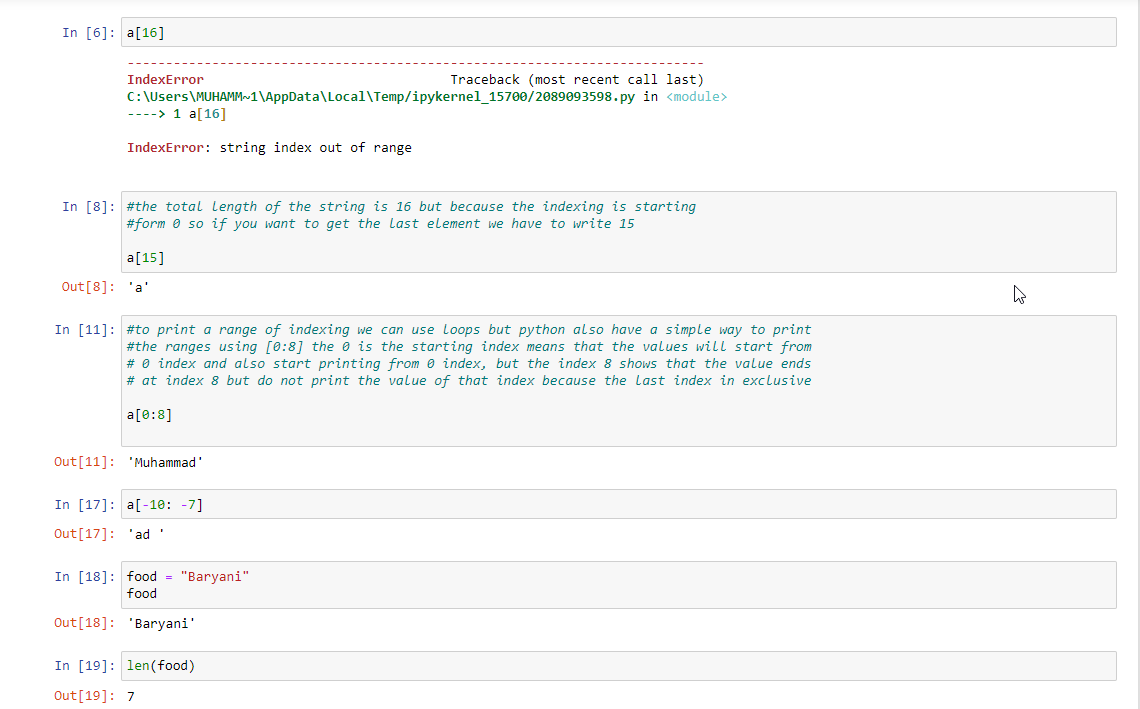 In [6]: a[16]
---------------------------------------------------------------------------
IndexError                                Traceback (most recent call last)
C:\Users\MUHAMM~1\AppData\Local\Temp/ipykernel_15700/2089093598.py in <module>
----> 1 a[16]
IndexError: string index out of range
In [8]: #the total length of the string is 16 but because the indexing is starting
#form 0 so if you want to get the last element we have to write 15
a[15]
Out[8]: 'a'
In [11]: #to print a range of indexing we can use loops but python also have a simple way to print
#the ranges using [0:8] the 0 is the starting index means that the values will start from
# 0 index and also start printing from 0 index, but the index 8 shows that the value ends
# at index 8 but do not print the value of that index because the last index in exclusive
a[0:8]
Out[11]: 'Muhammad'
In [17]: a[-10: -7]
Out[17]: 'ad '
In [18]: food = "Baryani"
food
Out[18]: 'Baryani'
In [19]: len(food)
Out[19]: 7